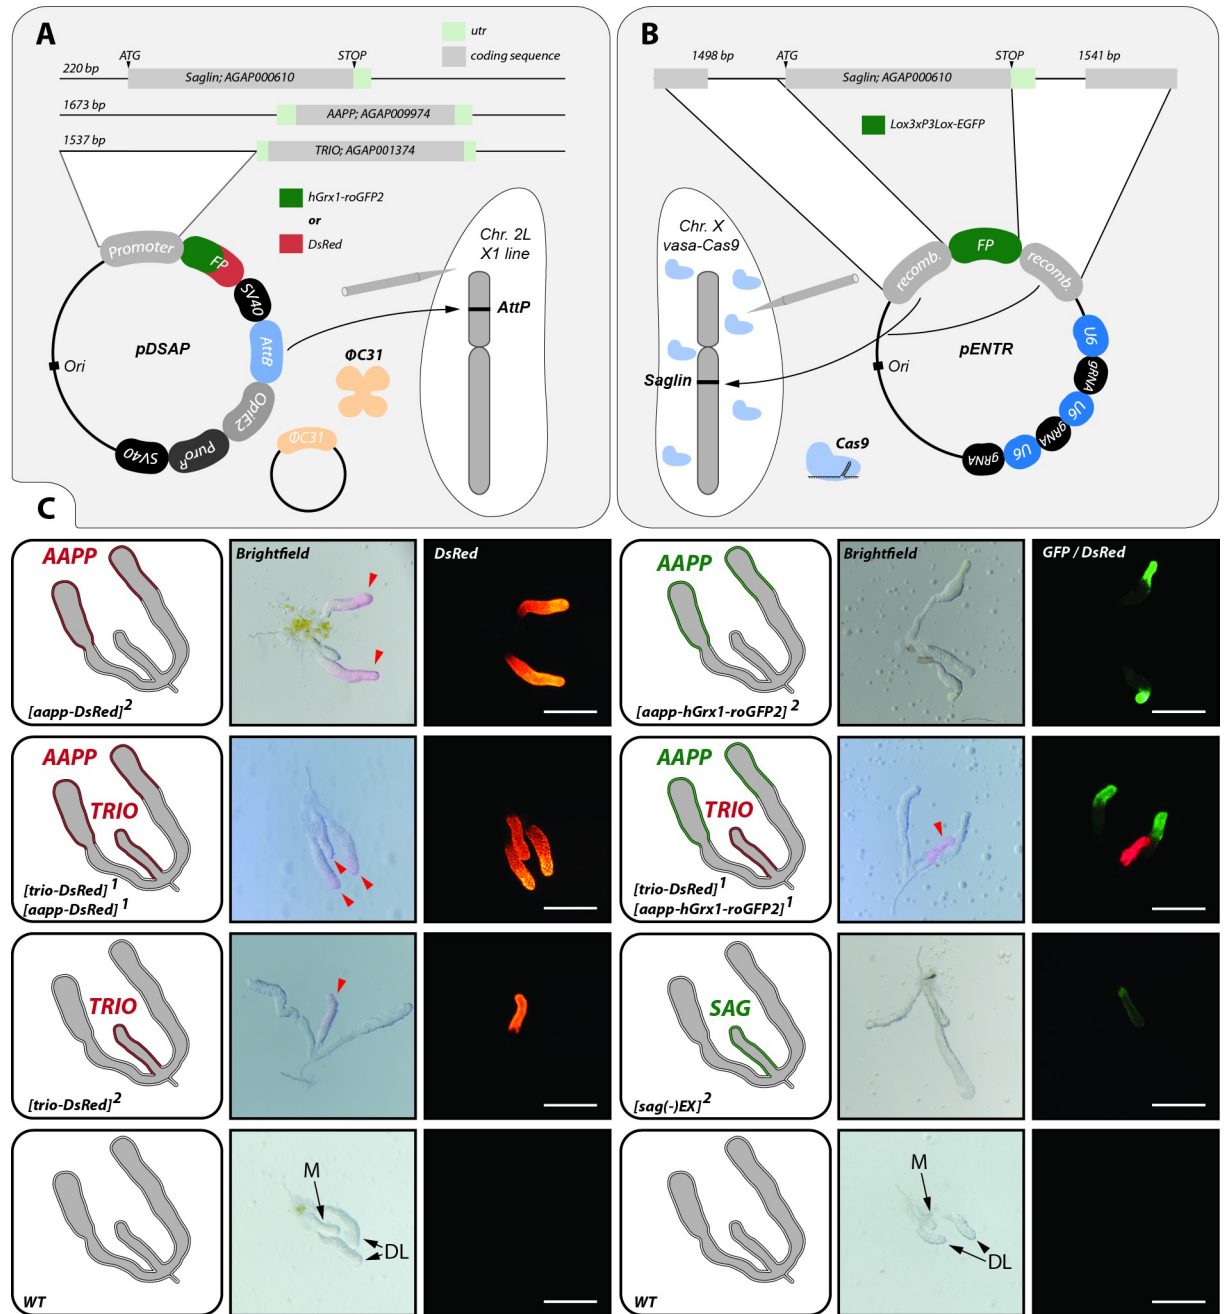 A
utr
coding sequence
ATG
STOP
220 bp
Saglin; AGAP000610
1673 bp
AAPP; AGAP009974
1537 bp
TRIO; AGAP001374
hGrx1-roGFP2
or
DsRed
Promoter
FP
SV40
AttB
OpiE2
PuroR
SV40
pDSAP
Ori
ΦC31
ΦC31
Chr. 2L
X1 line
AttP
B
1498 bp
ATG
STOP
1541 bp
Saglin; AGAP000610
Lox3xP3Lox-EGFP
Chr. X
vasa-Cas9
Saglin
recomb.
FP
recomb.
U6
gRNA
U6
gRNA
U6
gRNA
pENTR
Ori
Cas9
C
AAPP
[aapp-DsRed]2
Brightfield
DsRed
AAPP
[aapp-hGrx1-roGFP2]2
Brightfield
GFP / DsRed
AAPP
TRIO
[trio-DsRed]1
[aapp-DsRed]1
AAPP
TRIO
[trio-DsRed]1
[aapp-hGrx1-roGFP2]1
TRIO
[trio-DsRed]2
SAG
[sag(-)EX]2
WT
M
DL
WT
M
DL